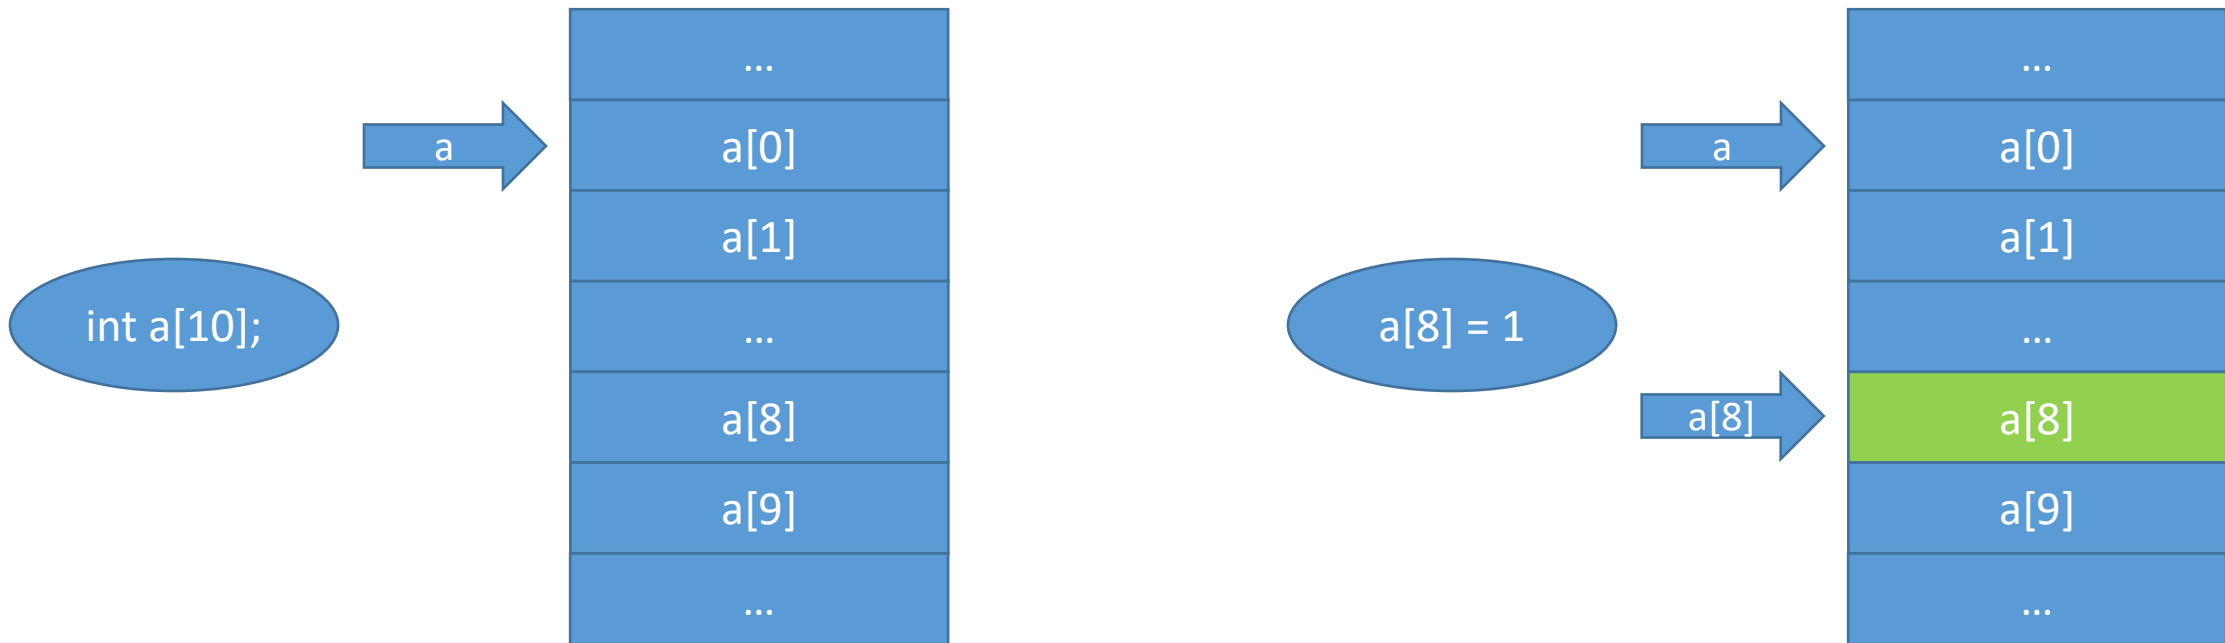 int a[10];
a
…
a[0]
a[1]
…
a[8]
a[9]
…
a[8] = 1
a
a[8]
…
a[0]
a[1]
…
a[8]
a[9]
…